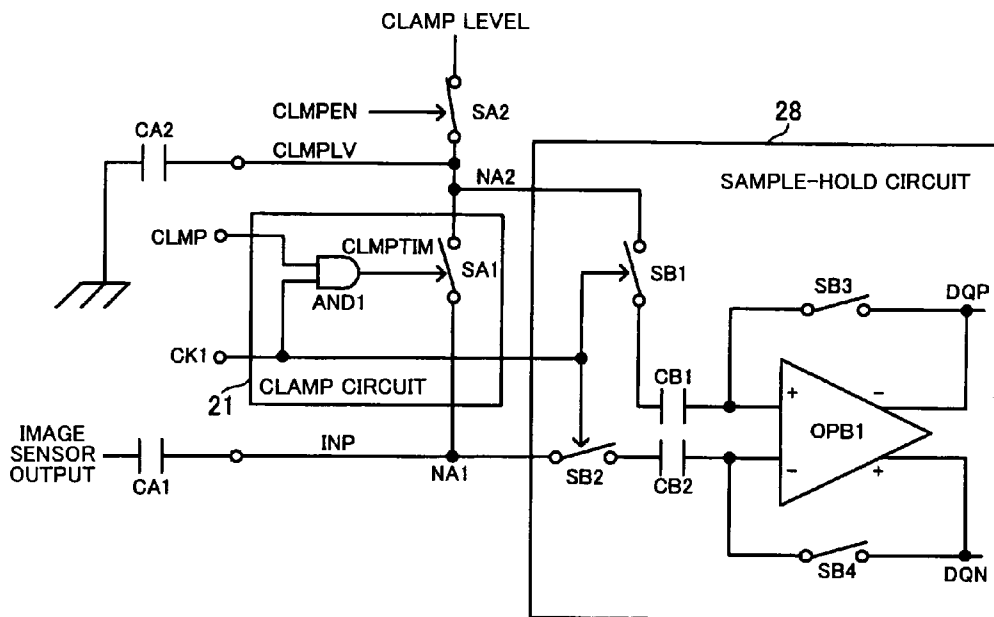 CLAMP LEVEL
28
CLMPEN
SA2
CA2
CLMPLV
NA2
SAMPLE-HOLD CIRCUIT
CLMP
CLMPTIM
SA1
SB1
AND1
SB3
DQP
CK1
CLAMP CIRCUIT
21
CB1
+
−
OPB1
IMAGE
SENSOR
OUTPUT
INP
CA1
NA1
SB2
CB2
−
+
SB4
DQN